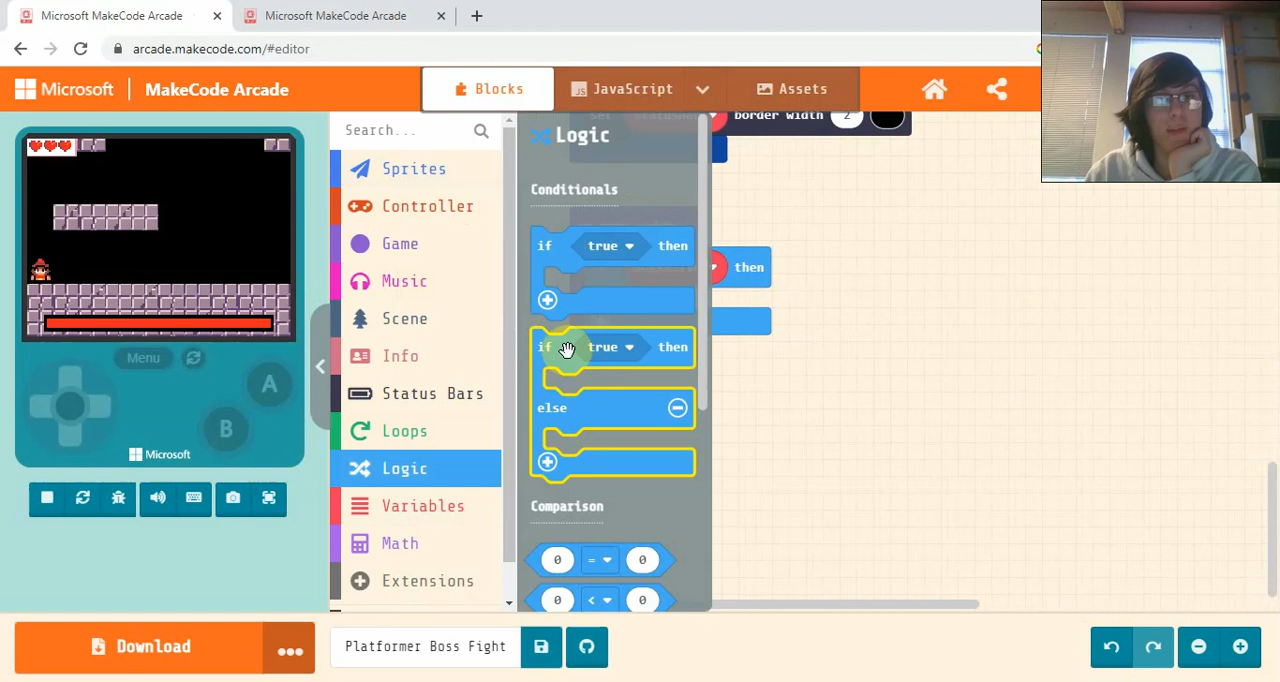 Microsoft MakeCode Arcade
Microsoft MakeCode Arcade
arcade.makecode.com/#editor
Microsoft
MakeCode Arcade
Blocks
JS
JavaScript
Assets
Search...
Sprites
Controller
Game
Music
Scene
Info
Status Bars
Loops
Logic
Variables
Math
Extensions
Logic
Conditionals
if true then
if true then
else
Comparison
0 = 0
0 < 0
border width 2
then
Menu
A
B
Microsoft
Download
Platformer Boss Fight